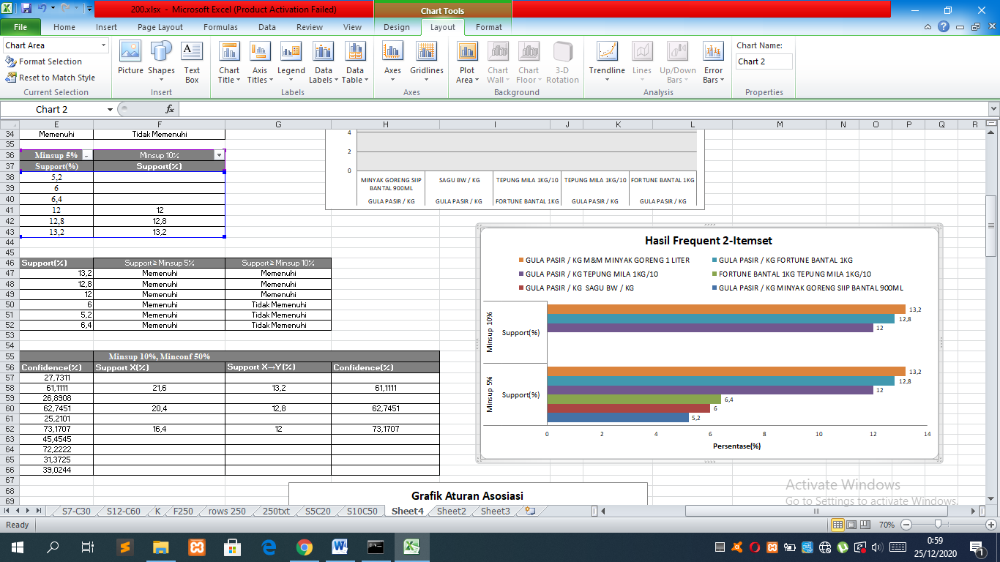 200.xlsx - Microsoft Excel (Product Activation Failed)
Chart Tools
File Home Insert Page Layout Formulas Data Review View Design Layout Format
Chart Area
Format Selection
Reset to Match Style
Current Selection
Picture Shapes Text Box
Insert
Chart Title Axis Titles Legend Data Labels Data Table
Labels
Axes Gridlines
Axes
Plot Area Chart Wall Chart Floor 3-D Rotation
Background
Trendline Lines Up/Down Bars Error Bars
Analysis
Chart Name:
Chart 2
Properties
Chart 2 fx
E F G H I J K L M N O P Q R
34 Memenuhi Tidak Memenuhi
35
36 Minsup 5% Minsup 10%
37 Support(%) Support(%)
38 5,2
39 6
40 6,4
41 12 12
42 12,8 12,8
43 13,2 13,2
44
45
46 Support(%) Support ≥ Minsup 5% Support ≥ Minsup 10%
47 13,2 Memenuhi Memenuhi
48 12,8 Memenuhi Memenuhi
49 12 Memenuhi Memenuhi
50 6 Memenuhi Tidak Memenuhi
51 5,2 Memenuhi Tidak Memenuhi
52 6,4 Memenuhi Tidak Memenuhi
53
54
55 Minsup 10%, Minconf 50%
56 Confidence(%) Support X(%) Support X→Y(%) Confidence(%)
57 27,7311
58 61,1111 21,6 13,2 61,1111
59 26,8908
60 62,7451 20,4 12,8 62,7451
61 25,2101
62 73,1707 16,4 12 73,1707
63 45,4545
64 72,2222
65 31,3725
66 39,0244
67
68
69
4
2
0
MINYAK GORENG SIIP BANTAL 900ML SAGU BW / KG TEPUNG MILA 1KG/10 TEPUNG MILA 1KG/10 FORTUNE BANTAL 1KG
GULA PASIR / KG GULA PASIR / KG FORTUNE BANTAL 1KG GULA PASIR / KG GULA PASIR / KG
Hasil Frequent 2-Itemset
GULA PASIR / KG M&M MINYAK GORENG 1 LITER GULA PASIR / KG FORTUNE BANTAL 1KG
GULA PASIR / KG TEPUNG MILA 1KG/10 FORTUNE BANTAL 1KG TEPUNG MILA 1KG/10
GULA PASIR / KG SAGU BW / KG GULA PASIR / KG MINYAK GORENG SIIP BANTAL 900ML
Minsup 10%
Support(%)
13,2
12,8
12
Minsup 5%
Support(%)
13,2
12,8
12
6,4
6
5,2
0 2 4 6 8 10 12 14
Persentase(%)
Grafik Aturan Asosiasi
Activate Windows
Go to Settings to activate Windows.
S7-C30 S12-C60 K F250 rows 250 250txt S5C20 S10C50 Sheet4 Sheet2 Sheet3
Ready 70%
0:59
25/12/2020
1